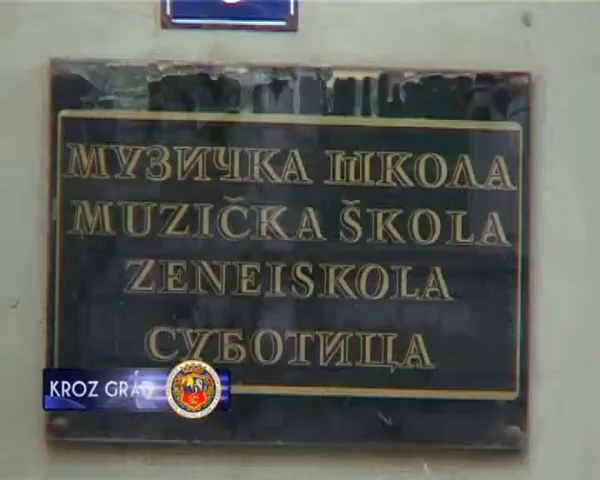 МУЗИЧКА ШКОЛА
MUZIČKA ŠKOLA
ZENEISKOLA
СУБОТИЦА
KROZ GRAD